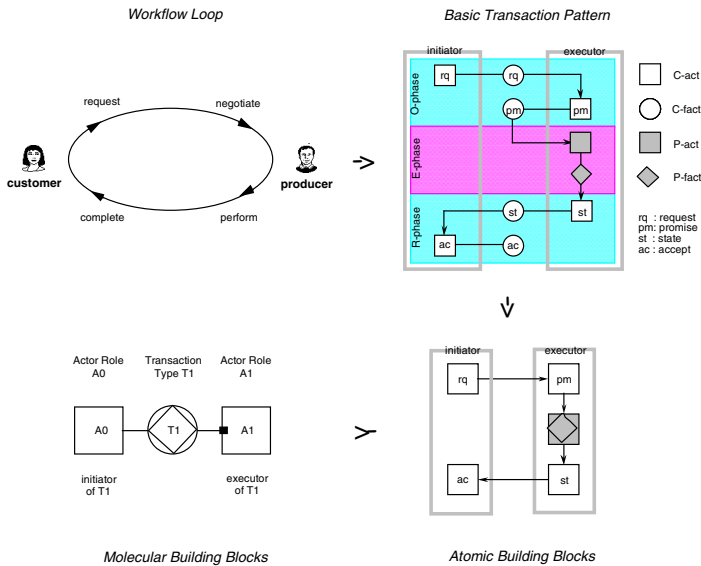 Workflow Loop
Basic Transaction Pattern
request
negotiate
customer
producer
complete
perform
initiator
executor
O-phase
E-phase
R-phase
rq
rq
pm
pm
st
st
ac
ac
C-act
C-fact
P-act
P-fact
rq : request
pm: promise
st : state
ac : accept
Actor Role
A0
Transaction
Type T1
Actor Role
A1
A0
T1
A1
initiator
of T1
executor
of T1
initiator
executor
rq
pm
ac
st
Molecular Building Blocks
Atomic Building Blocks